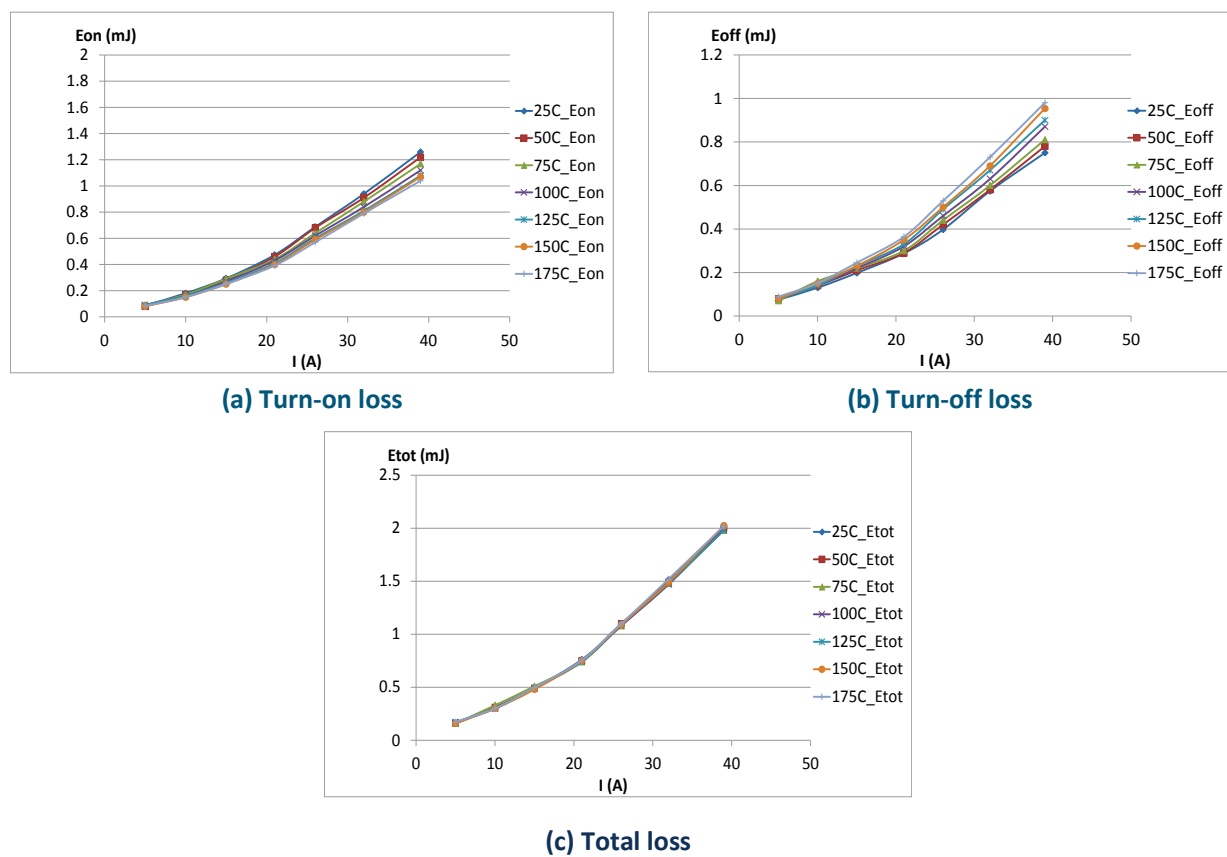 Eon (mJ)
2
1.8
1.6
1.4
1.2
1
0.8
0.6
0.4
0.2
0
0 10 20 30 40 50
I (A)
25C_Eon
50C_Eon
75C_Eon
100C_Eon
125C_Eon
150C_Eon
175C_Eon
(a) Turn-on loss
Eoff (mJ)
1.2
1
0.8
0.6
0.4
0.2
0
0 10 20 30 40 50
I (A)
25C_Eoff
50C_Eoff
75C_Eoff
100C_Eoff
125C_Eoff
150C_Eoff
175C_Eoff
(b) Turn-off loss
Etot (mJ)
2.5
2
1.5
1
0.5
0
0 10 20 30 40 50
I (A)
25C_Etot
50C_Etot
75C_Etot
100C_Etot
125C_Etot
150C_Etot
175C_Etot
(c) Total loss